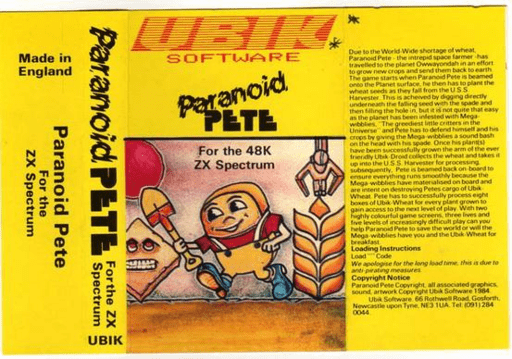 Made in
England
Paranoid PETE
For the ZX
Spectrum
UBIK
Paranoid Pete
For the
ZX Spectrum
UBIK
SOFTWARE
Paranoid
PETE
For the 48K
ZX Spectrum
Due to the World-Wide shortage of wheat,
Paranoid Pete - the intrepid space farmer -has
travelled to the planet Owwayondah in an effort
to grow new crops and send them back to earth.
The game starts when Paranoid Pete is beamed
onto the Planet surface, he then has to plant the
wheat seeds as they fall from the U.S.S.
Harvester. This is acheived by digging directly
underneath the falling seed with the spade and
then filling the hole in, but it is not quite that easy
as the planet has been infested with Mega-
wibblies, "The greediest little critters in the
Universe" and Pete has to defend himself and his
crops by giving the Mega-wibblies a sound bash
on the head with his spade. Once his plant(s)
have been successfully grown the arm of the ever
friendly Ubik-Droid collects the wheat and takes it
up into the U.S.S. Harvester for processing,
subsequently, Pete is beamed back on-board to
ensure everything runs smoothly because the
Mega-wibblies have materialised on board and
are intent on destroying Petes cargo of Ubik-
Wheat. Pete has to successfully process eight
boxes of Ubik-Wheat for every plant grown to
gain access to the next level of play. With two
highly colourful game screens, three lives and
five levels of increasingly difficult play can you
help Paranoid Pete to save the world or will the
Mega-wibblies have you and the Ubik-Wheat for
breakfast.
Loading Instructions
Load "" Code
We apologise for the long load time, this is due to
anti-pirating measures.
Copyright Notice
Paranoid Pete Copyright, all associated graphics,
sound, artwork Copyright Ubik Software 1984.
Ubik Software. 66 Rothwell Road, Gosforth,
Newcastle upon Tyne, NE3 1UA. Tel: (091) 284
0044.